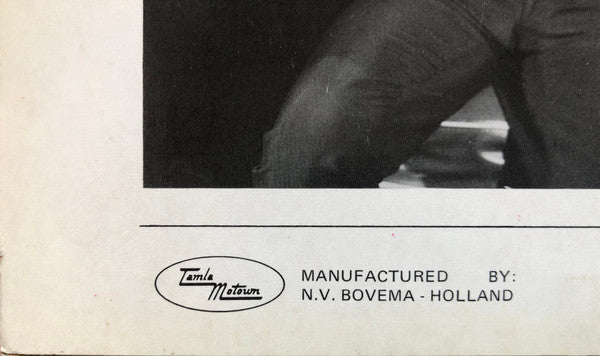 Tamla
Motown
MANUFACTURED BY:
N.V. BOVEMA - HOLLAND